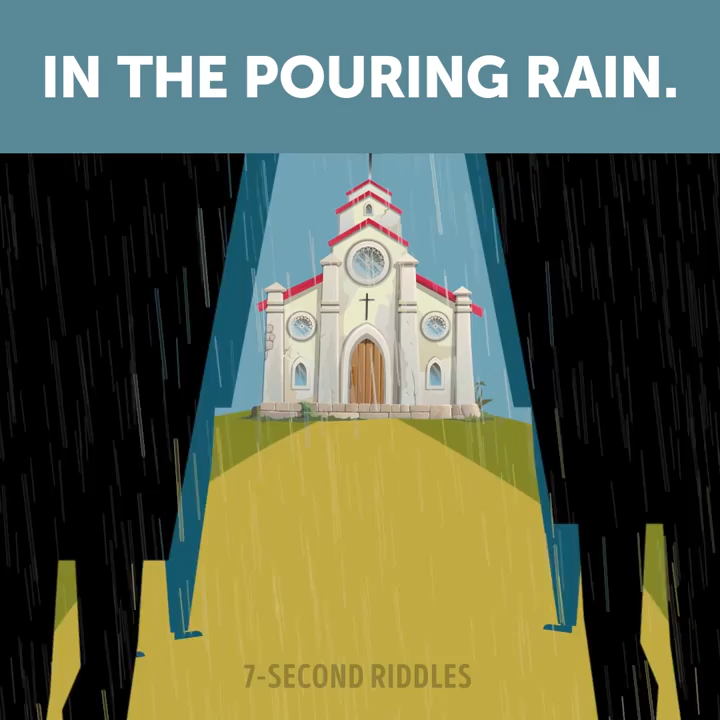 IN THE POURING RAIN.
7-SECOND RIDDLES